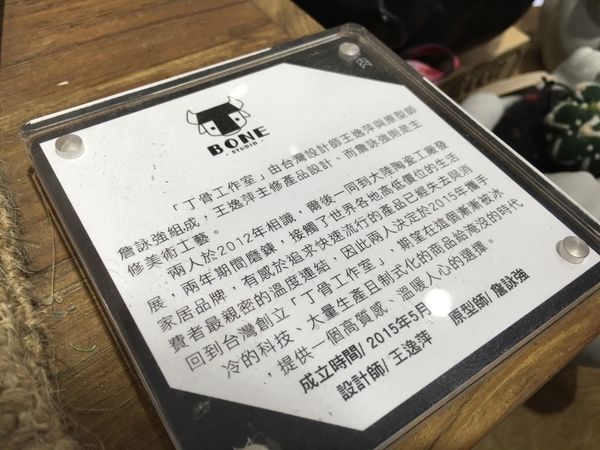 T
BONE
STUDIO
「丁骨工作室」由台灣設計師王逸萍與原型師
詹詠強組成，王逸萍主修產品設計，而詹詠強則是主
修美術工藝。
兩人於2012年相識，爾後一同到大陸陶瓷工廠發
展，兩年期間磨鍊，接觸了世界各地高低價位的生活
家居品牌，有感於追求快速流行的產品已經失去與消
費者最親密的溫度連結，因此兩人決定於2015年攜手
回到台灣創立「丁骨工作室」，期望在這個漸漸被冰
冷的科技、大量生產且制式化的商品給淹沒的時代
，提供一個高質感、溫暖人心的選擇。
成立時間/ 2015年5月
設計師/ 王逸萍 原型師/ 詹詠強